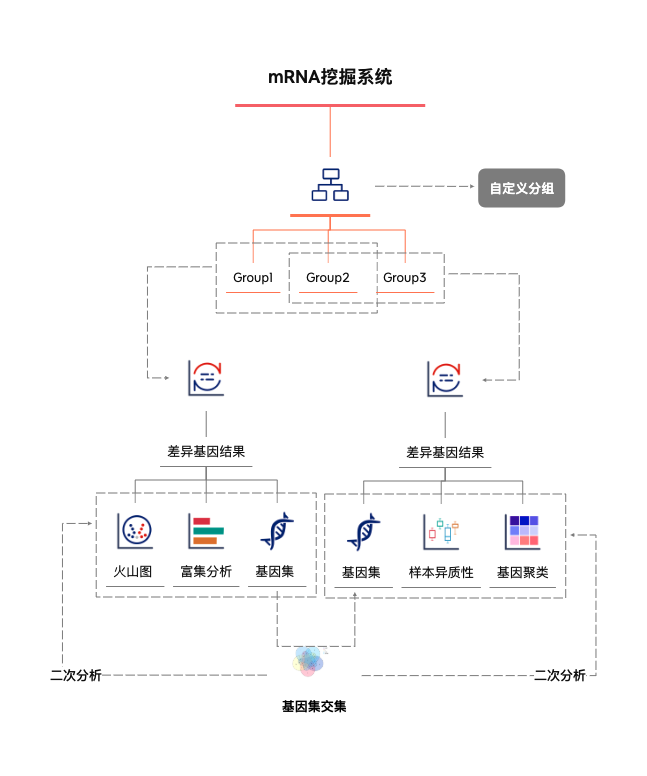 mRNA挖掘系统
自定义分组
Group1
Group2
Group3
差异基因结果
差异基因结果
火山图
富集分析
基因集
基因集
样本异质性
基因聚类
二次分析
二次分析
基因集交集